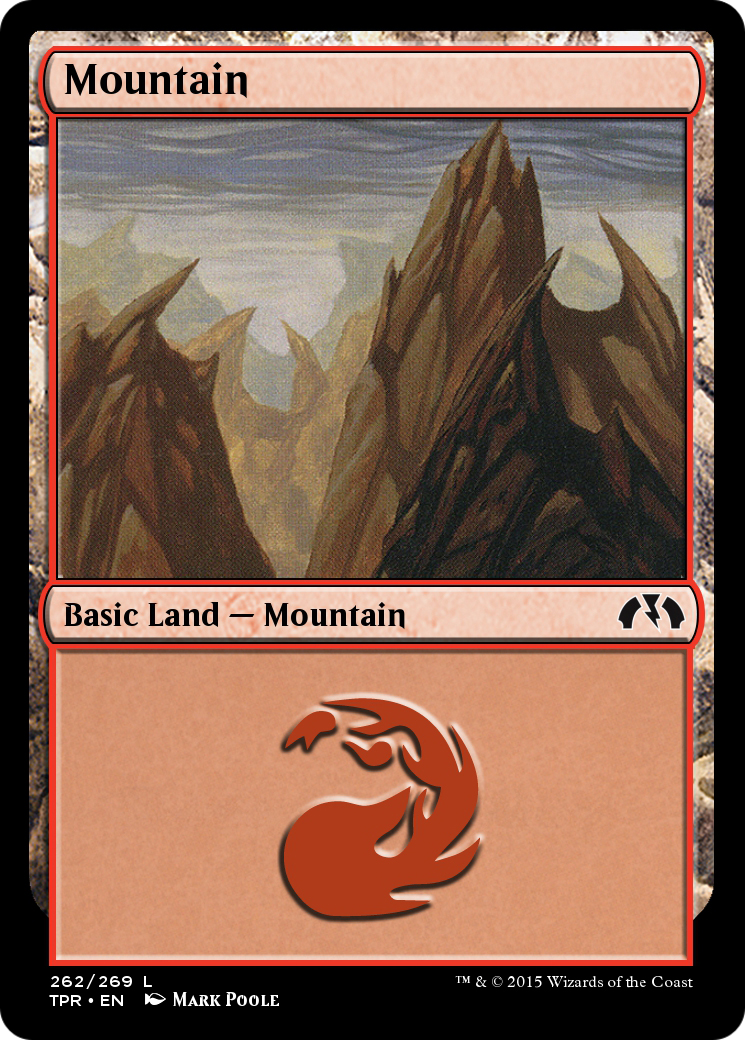 Mountain
Basic Land — Mountain
262/269 L
TPR • EN MARK POOLE
™ & © 2015 Wizards of the Coast